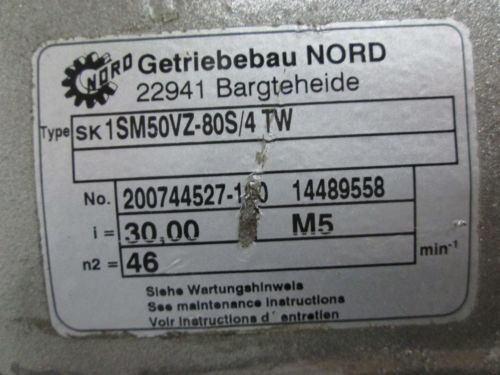 NORD Getriebebau NORD
22941 Bargteheide
Type SK 1SM50VZ-80S/4 TW
No. 14489558
i = 30,00 M5
n2 = 46 min-1
Siehe Wartungshinweis
See maintenance instructions
Voir instructions d´ entretien